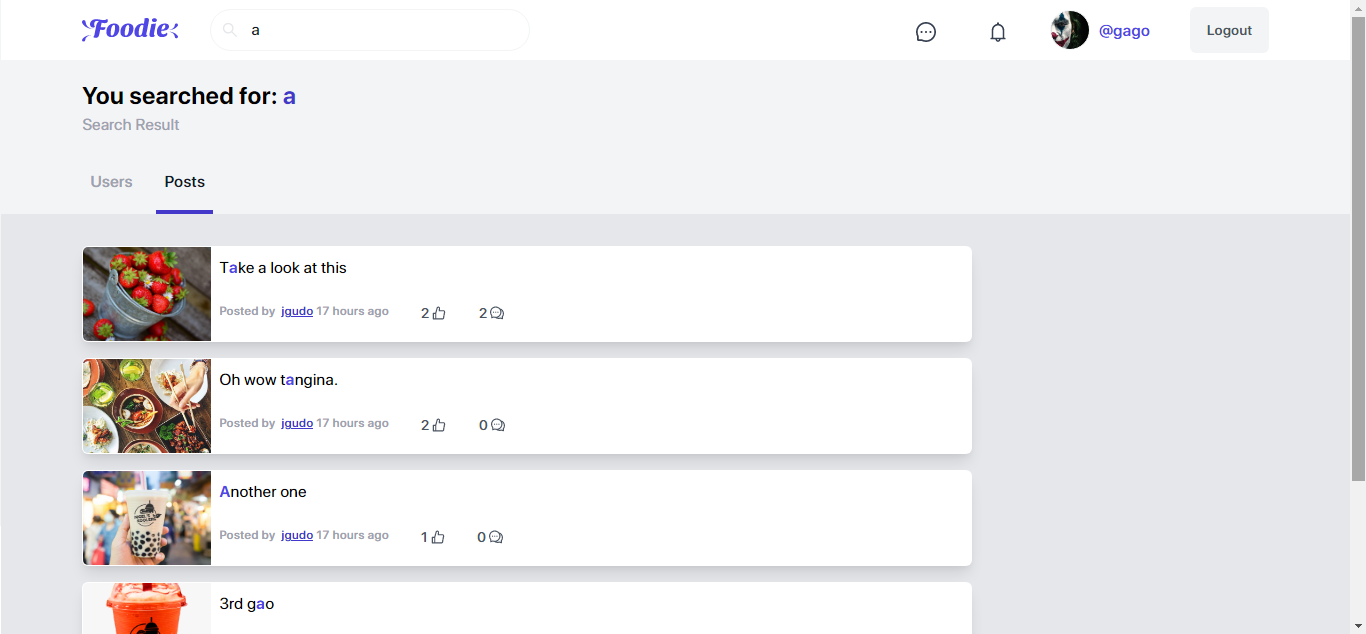 Foodie
a
@gago
Logout
You searched for: a
Search Result
Users
Posts
Take a look at this
Posted by jgudo 17 hours ago
2
2
Oh wow tangina.
Posted by jgudo 17 hours ago
2
0
Another one
Posted by jgudo 17 hours ago
1
0
3rd gao